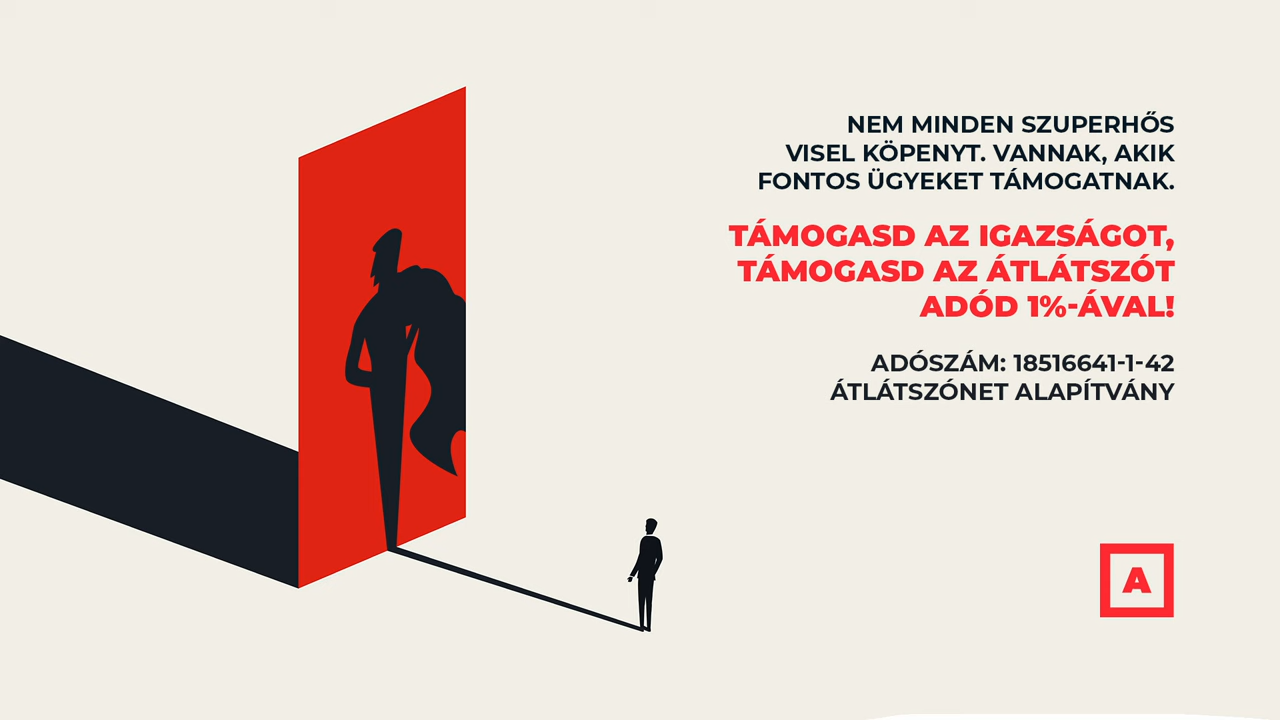 NEM MINDEN SZUPERHŐS
VISEL KÖPENYT. VANNAK, AKIK
FONTOS ÜGYEKET TÁMOGATNAK.
TÁMOGASD AZ IGAZSÁGOT,
TÁMOGASD AZ ÁTLÁTSZÓT
ADÓD 1%-ÁVAL!
ADÓSZÁM: 18516641-1-42
ÁTLÁTSZÓNET ALAPÍTVÁNY
A